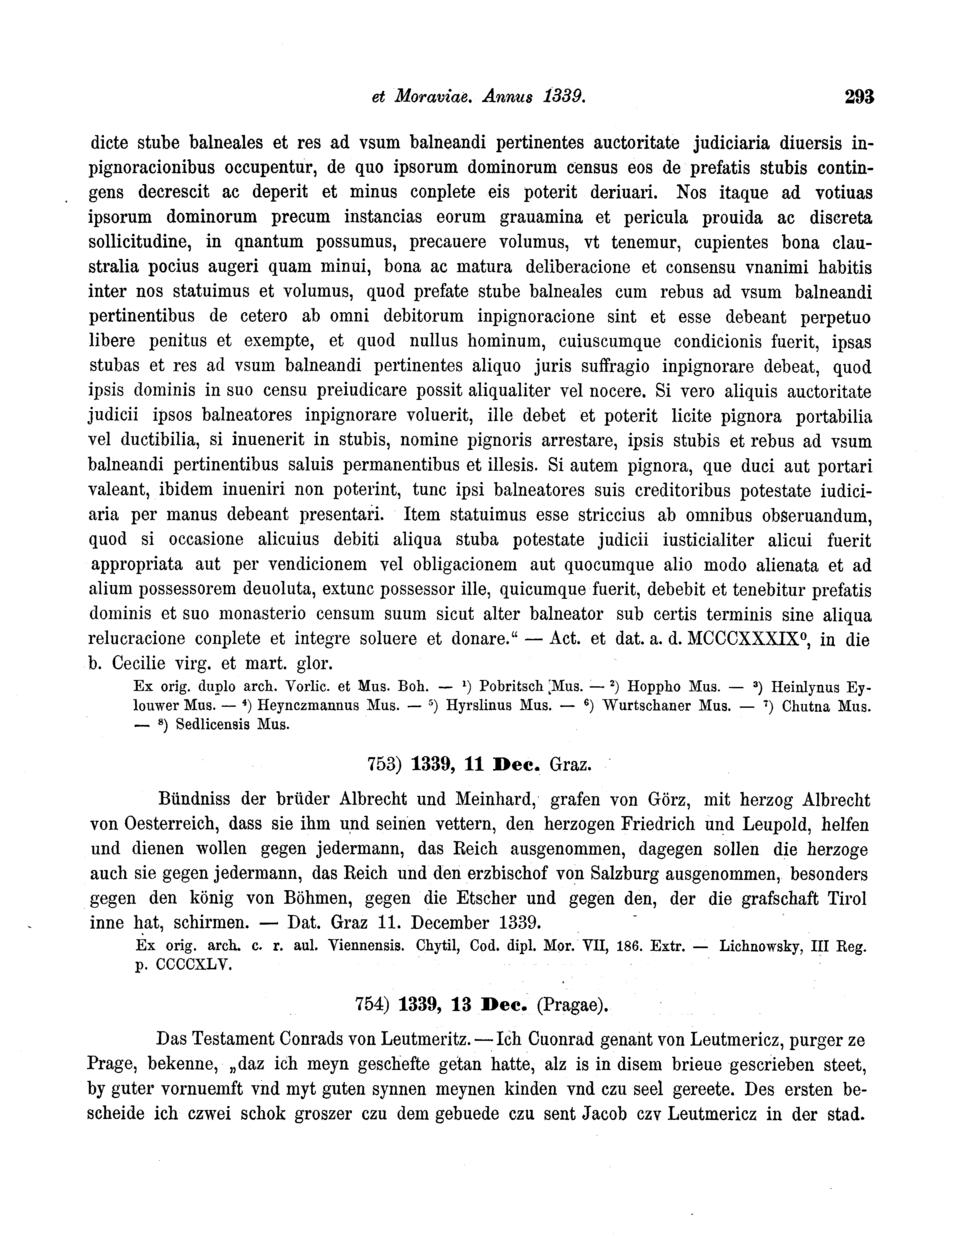 et Moraviae. Annus 1339. 293
dicte stube balneales et res ad vsum balneandi pertinentes auctoritate judiciaria diuersis in-
pignoracionibus occupentur, de quo ipsorum dominorum census eos de prefatis stubis contin-
gens decrescit ac deperit et minus conplete eis poterit deriuari. Nos itaque ad votiuas
ipsorum dominorum precum instancias eorum grauamina et pericula prouida ac discreta
sollicitudine, in qnantum possumus, precauere volumus, vt tenemur, cupientes bona clau-
stralia pocius augeri quam minui, bona ac matura deliberacione et consensu vnanimi habitis
inter nos statuimus et volumus, quod prefate stube balneales cum rebus ad vsum balneandi
pertinentibus de cetero ab omni debitorum inpignoracione sint et esse debeant perpetuo
libere penitus et exempte, et quod nullus hominum, cuiuscumque condicionis fuerit, ipsas
stubas et res ad vsum balneandi pertinentes aliquo juris suffragio inpignorare debeat, quod
ipsis dominis in suo censu preiudicare possit aliqualiter vel nocere. Si vero aliquis auctoritate
judicii ipsos balneatores inpignorare voluerit, ille debet et poterit licite pignora portabilia
vel ductibilia, si inuenerit in stubis, nomine pignoris arrestare, ipsis stubis et rebus ad vsum
balneandi pertinentibus saluis permanentibus et illesis. Si autem pignora, que duci aut portari
valeant, ibidem inueniri non poterint, tunc ipsi balneatores suis creditoribus potestate iudici-
aria per manus debeant presentari. Item statuimus esse striccius ab omnibus obseruandum,
quod si occasione alicuius debiti aliqua stuba potestate judicii iusticialiter alicui fuerit
appropriata aut per vendicionem vel obligacionem aut quocumque alio modo alienata et ad
alium possessorem deuoluta, extunc possessor ille, quicumque fuerit, debebit et tenebitur prefatis
dominis et suo monasterio censum suum sicut alter balneator sub certis terminis sine aliqua
relucracione conplete et integre soluere et donare.“ — Act. et dat. a. d. MCCCXXXIX⁰, in die
b. Cecilie virg. et mart. glor.
Ex orig. duplo arch. Vorlic. et Mus. Boh. — ¹) Pobritsch Mus. — ²) Hoppho Mus. — ³) Heinlynus Ey-
louwer Mus. — ⁴) Heynczmannus Mus. — ⁵) Hyrslinus Mus. — ⁶) Wurtschaner Mus. — ⁷) Chutna Mus.
— ⁸) Sedlicensis Mus.
753) 1339, 11 Dec. Graz.
Bündniss der brüder Albrecht und Meinhard, grafen von Görz, mit herzog Albrecht
von Oesterreich, dass sie ihm und seinen vettern, den herzogen Friedrich und Leupold, helfen
und dienen wollen gegen jedermann, das Reich ausgenommen, dagegen sollen die herzoge
auch sie gegen jedermann, das Reich und den erzbischof von Salzburg ausgenommen, besonders
gegen den könig von Böhmen, gegen die Etscher und gegen den, der die grafschaft Tirol
inne hat, schirmen. — Dat. Graz 11. December 1339.
Ex orig. arch. c. r. aul. Viennensis. Chytil, Cod. dipl. Mor. VII, 186. Extr. — Lichnowsky, III Reg.
p. CCCCXLV.
754) 1339, 13 Dec. (Pragae).
Das Testament Conrads von Leutmeritz. — Ich Cuonrad genant von Leutmericz, purger ze
Prage, bekenne, „daz ich meyn geschefte getan hatte, alz is in disem brieue gescrieben steet,
by guter vornuemft vnd myt guten synnen meynen kinden vnd czu seel gereete. Des ersten be-
scheide ich czwei schok groszer czu dem gebuede czu sent Jacob czv Leutmericz in der stad.